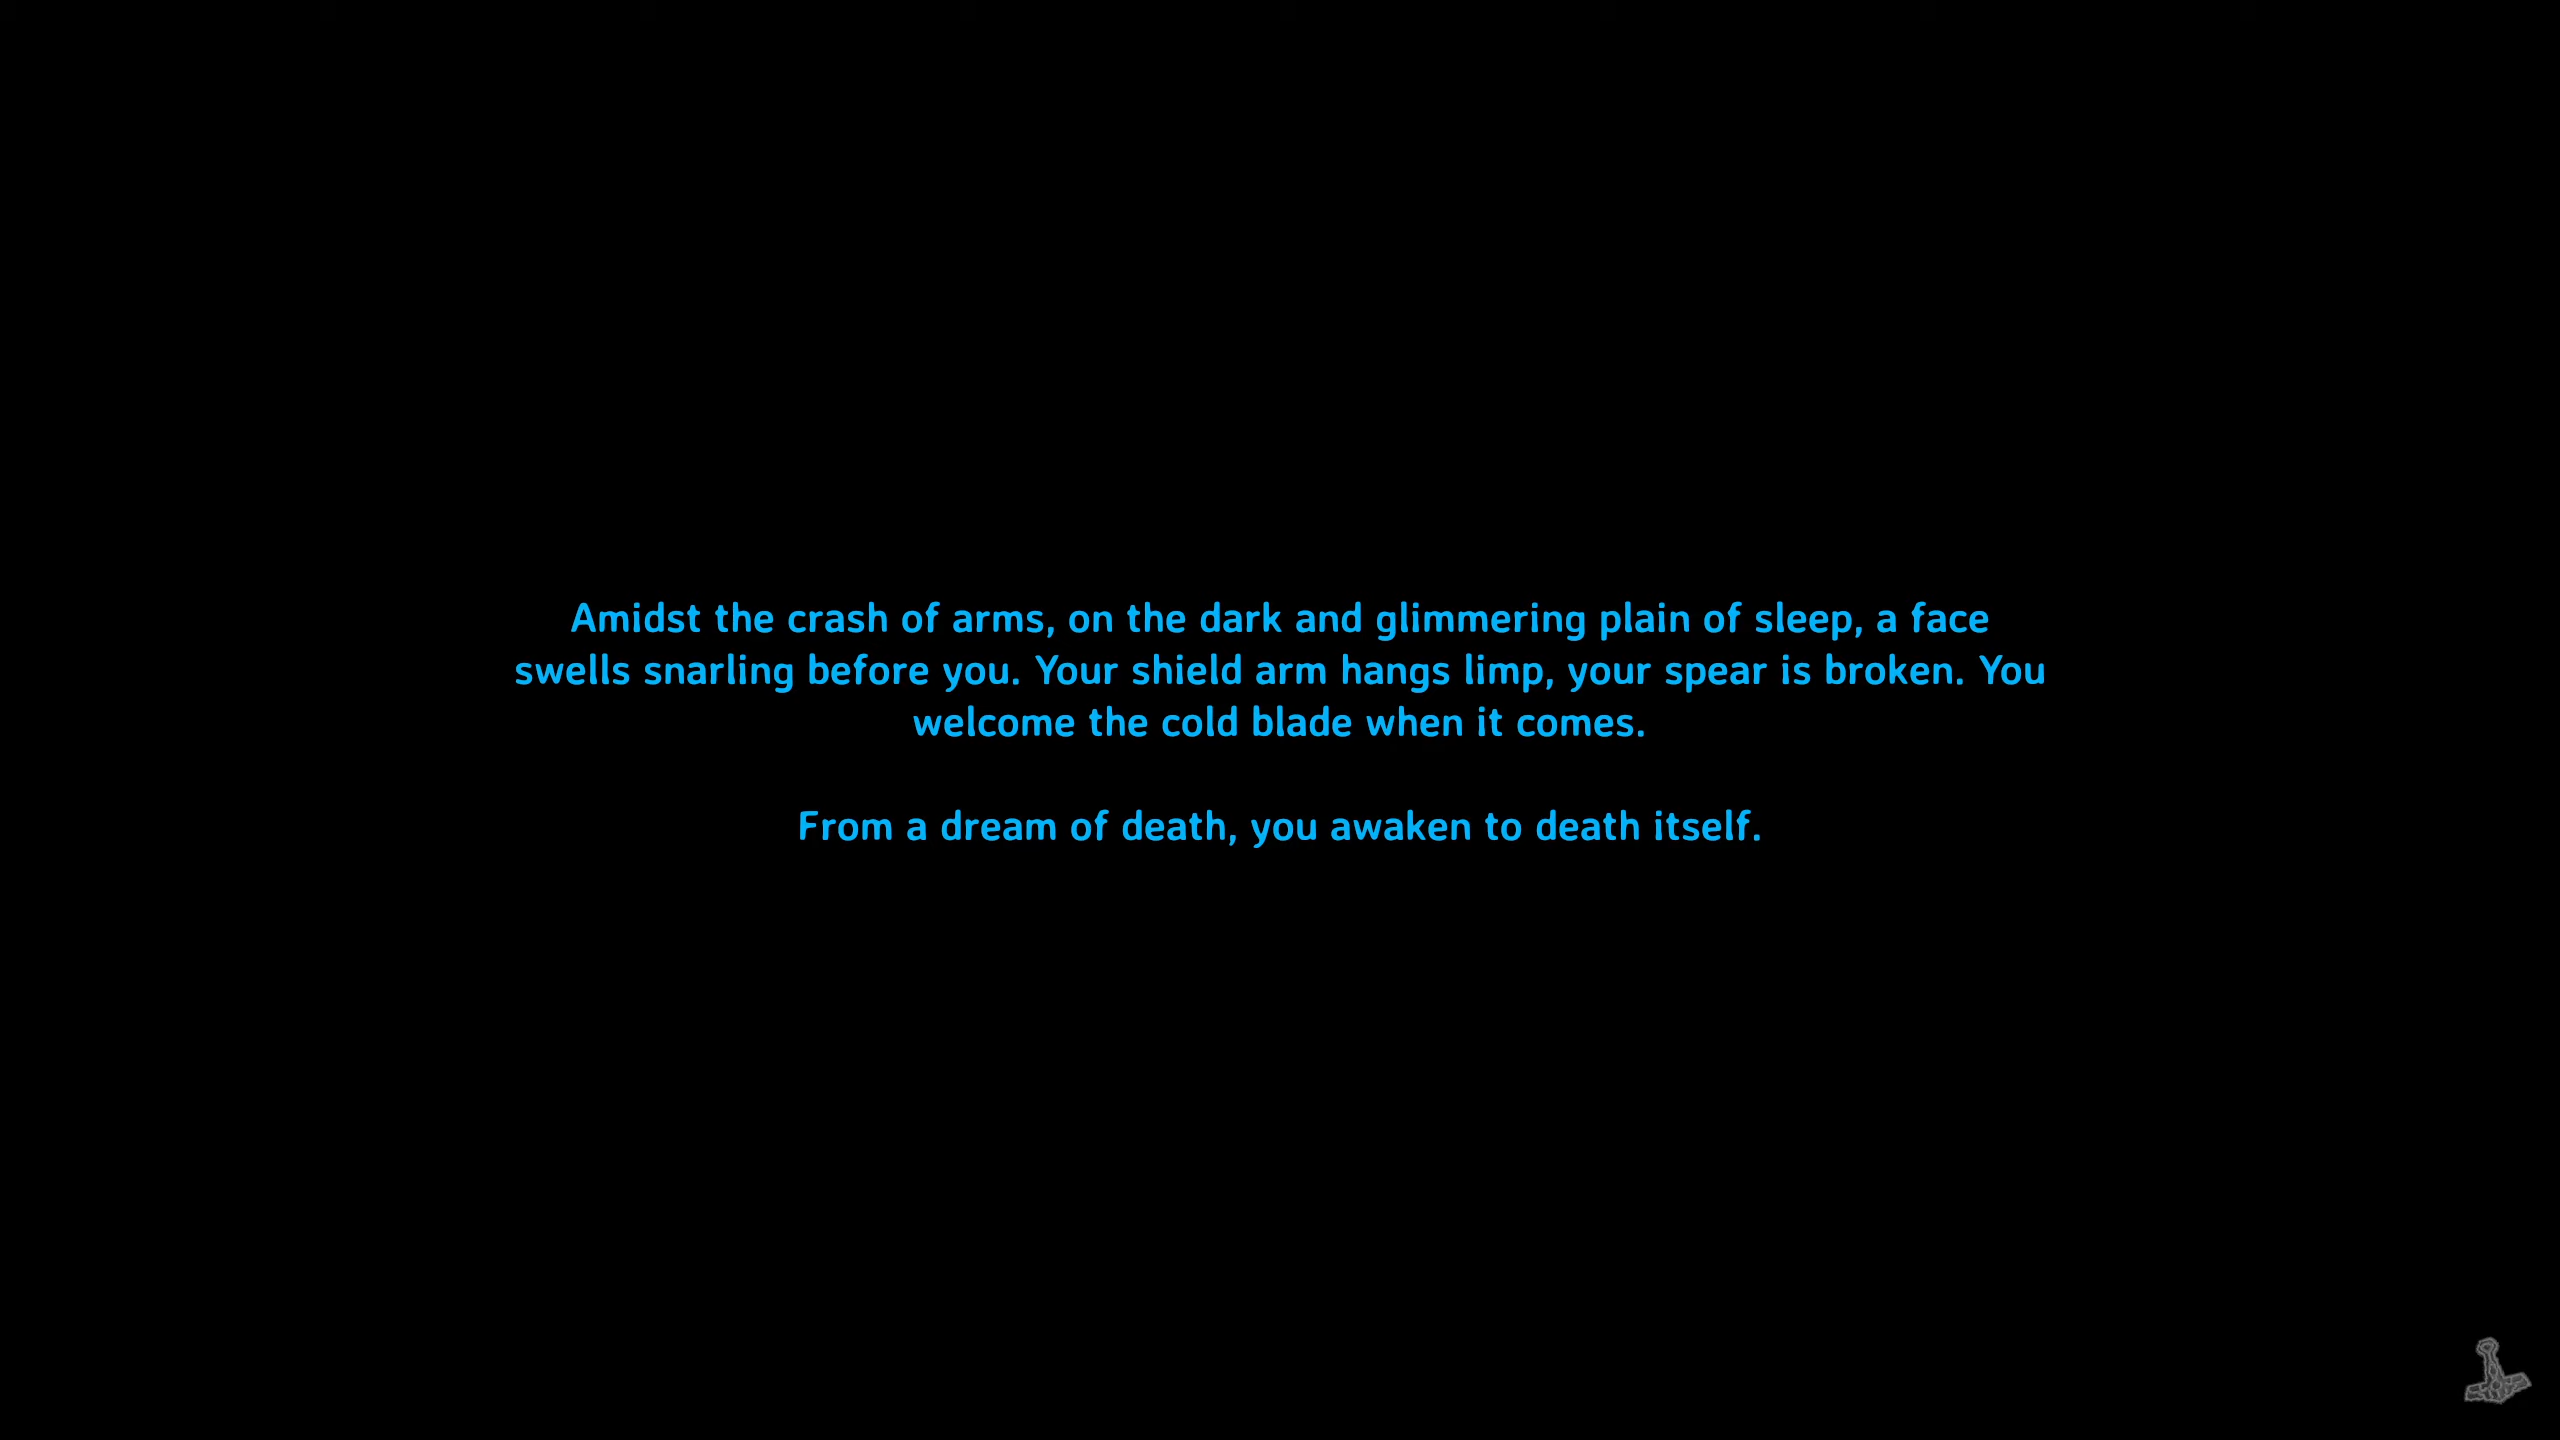 Amidst the crash of arms, on the dark and glimmering plain of sleep, a face
swells snarling before you. Your shield arm hangs limp, your spear is broken. You
welcome the cold blade when it comes.
From a dream of death, you awaken to death itself.